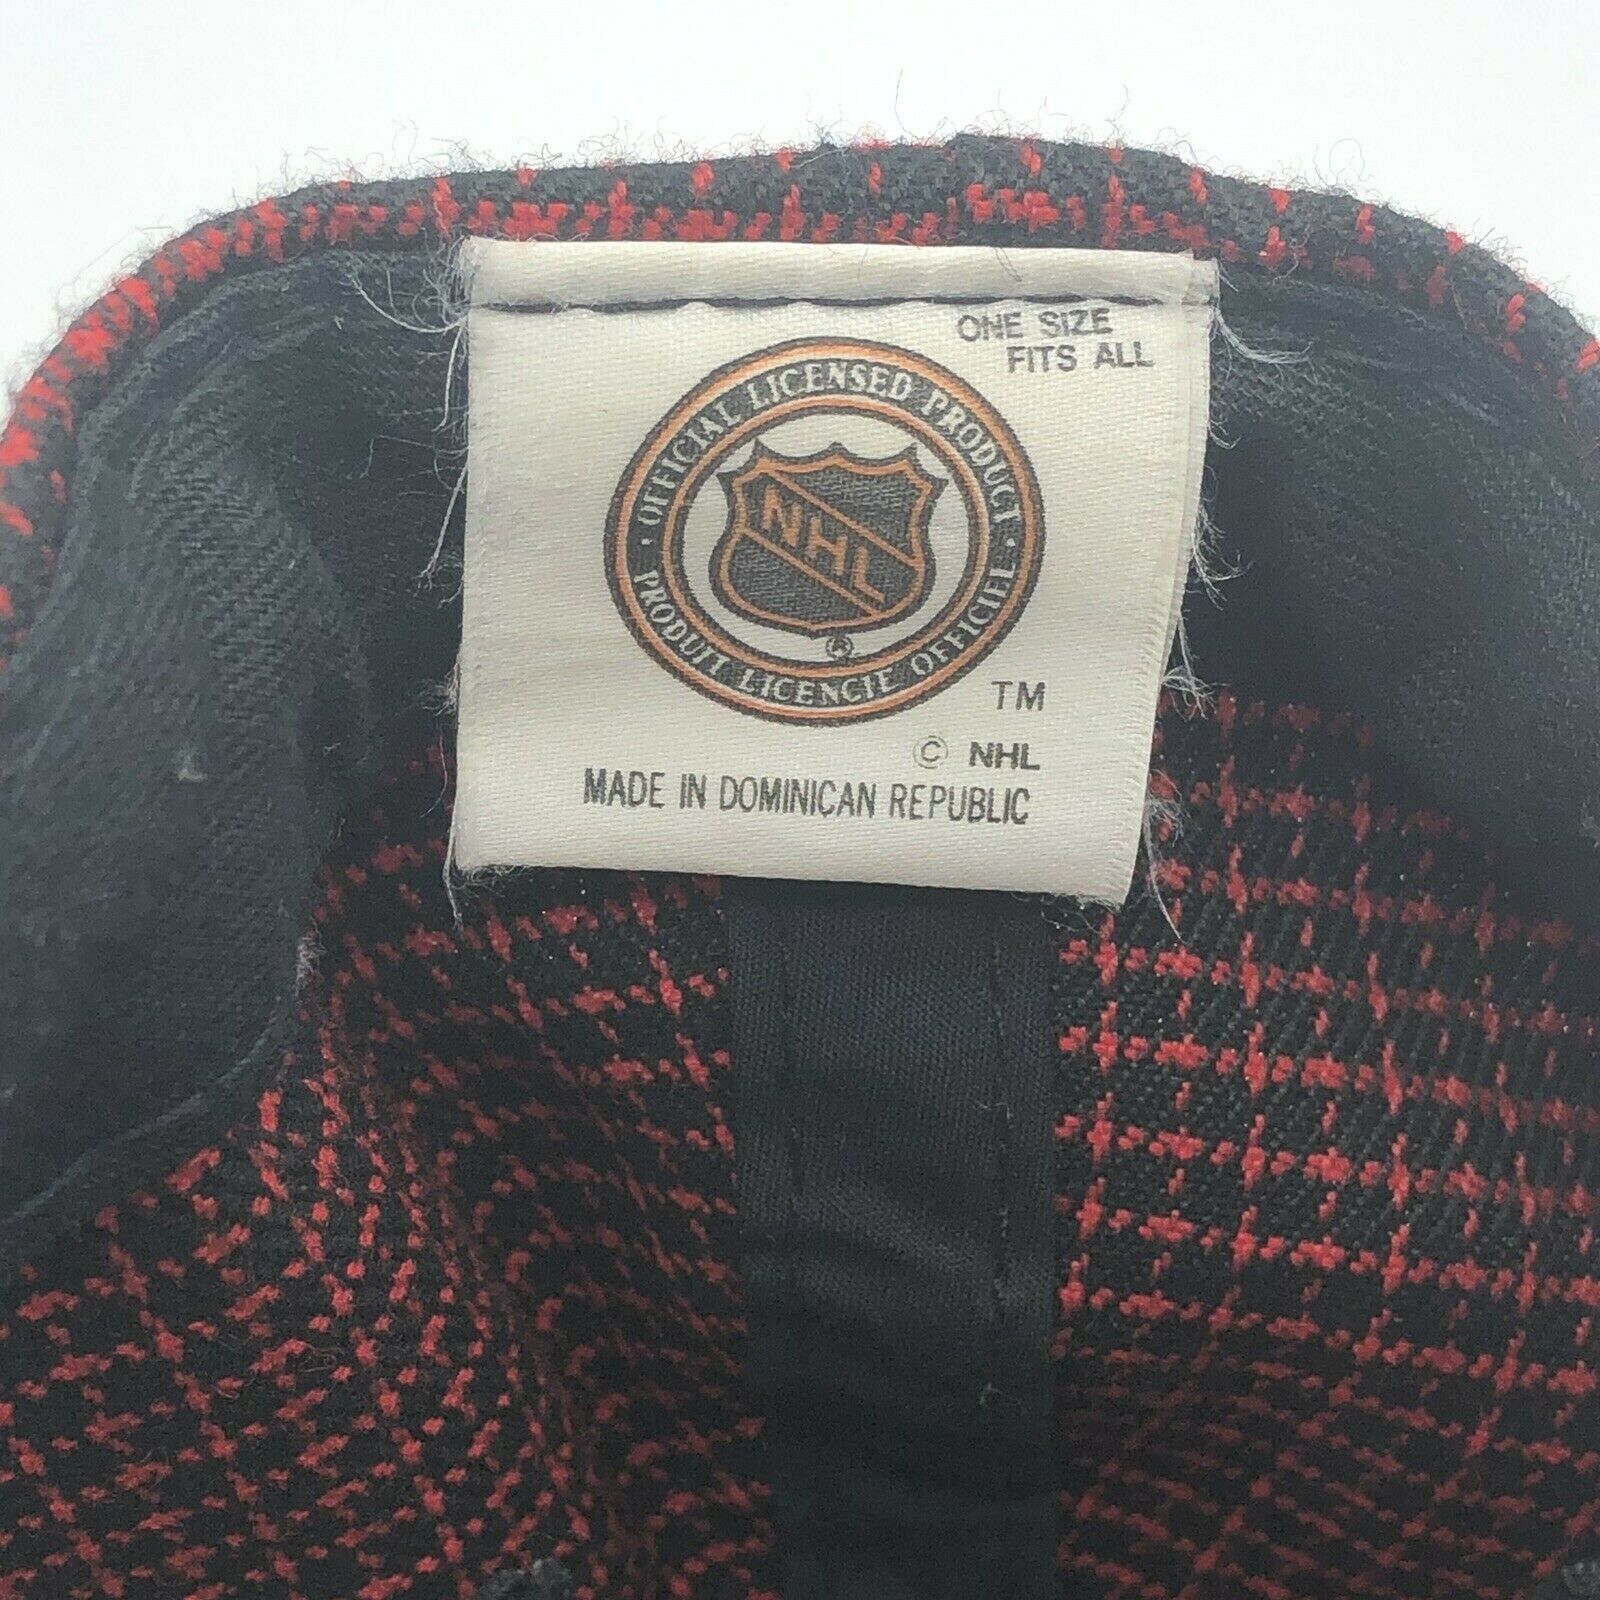 ONE SIZE
FITS ALL
OFFICIAL LICENSED PRODUCT
NHL
®
• PRODUIT LICENCIE OFFICIEL •
TM
© NHL
MADE IN DOMINICAN REPUBLIC